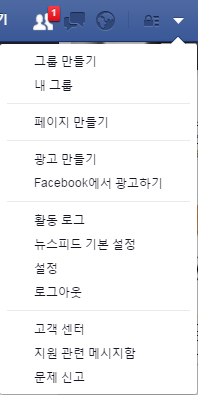 기
1
그룹 만들기
내 그룹
페이지 만들기
광고 만들기
Facebook에서 광고하기
활동 로그
뉴스피드 기본 설정
설정
로그아웃
고객 센터
지원 관련 메시지함
문제 신고